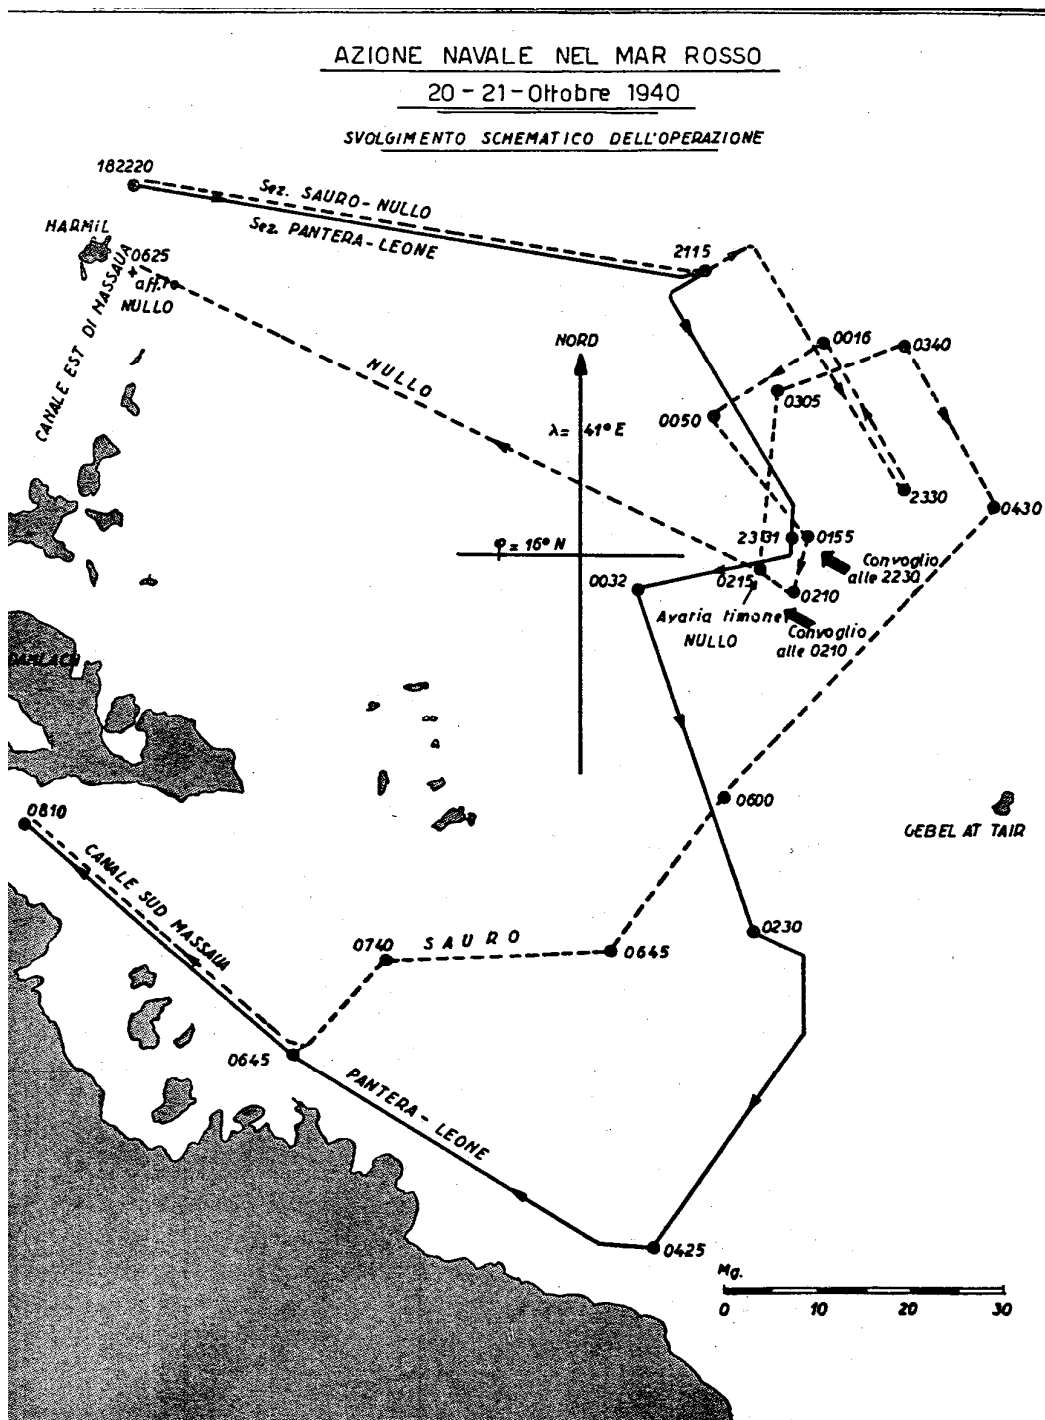 AZIONE NAVALE NEL MAR ROSSO
20-21-Ottobre 1940
SVOLGIMENTO SCHEMATICO DELL'OPERAZIONE
182220
Sez. SAURO-NULLO
Sez. PANTERA-LEONE
HARMIL
0625
aff.
NULLO
CANALE EST DI MASSAUA
2115
NORD
0016
0340
NULLO
0305
0050
λ= 41° E
2330
0430
2331
0155
φ= 16° N
Convoglio
alle 2230
0032
0215
0210
Avaria timone
NULLO
Convoglio
alle 0210
0600
GEBEL AT TAIR
0810
CANALE SUD MASSAUA
0230
0740
SAURO
0645
0645
PANTERA-LEONE
0425
Mg.
0 10 20 30